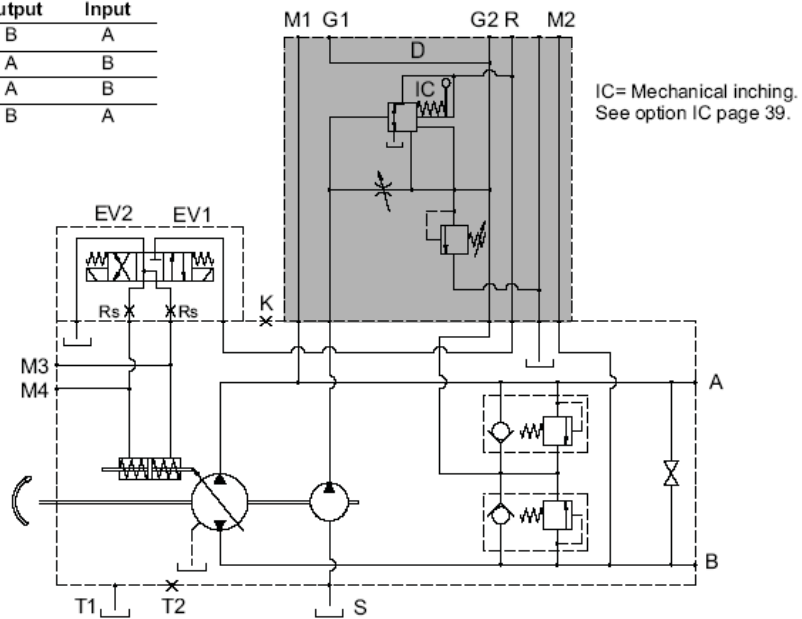 Input
B A
A B
A B
B A
M1 G1 G2 R M2
D
IC
IC= Mechanical inching.
See option IC page 39.
EV2 EV1
K
Rs Rs
M3
M4
A
B
T1 T2 S